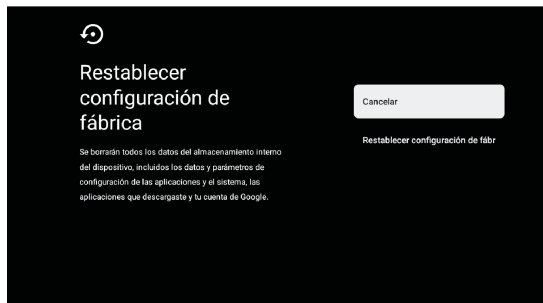 Restablecer
configuración de
fábrica
Se borrarán todos los datos del almacenamiento interno
del dispositivo, incluidos los datos y parámetros de
configuración de las aplicaciones y el sistema, las
aplicaciones que descargaste y tu cuenta de Google.
Cancelar
Restablecer configuración de fábr